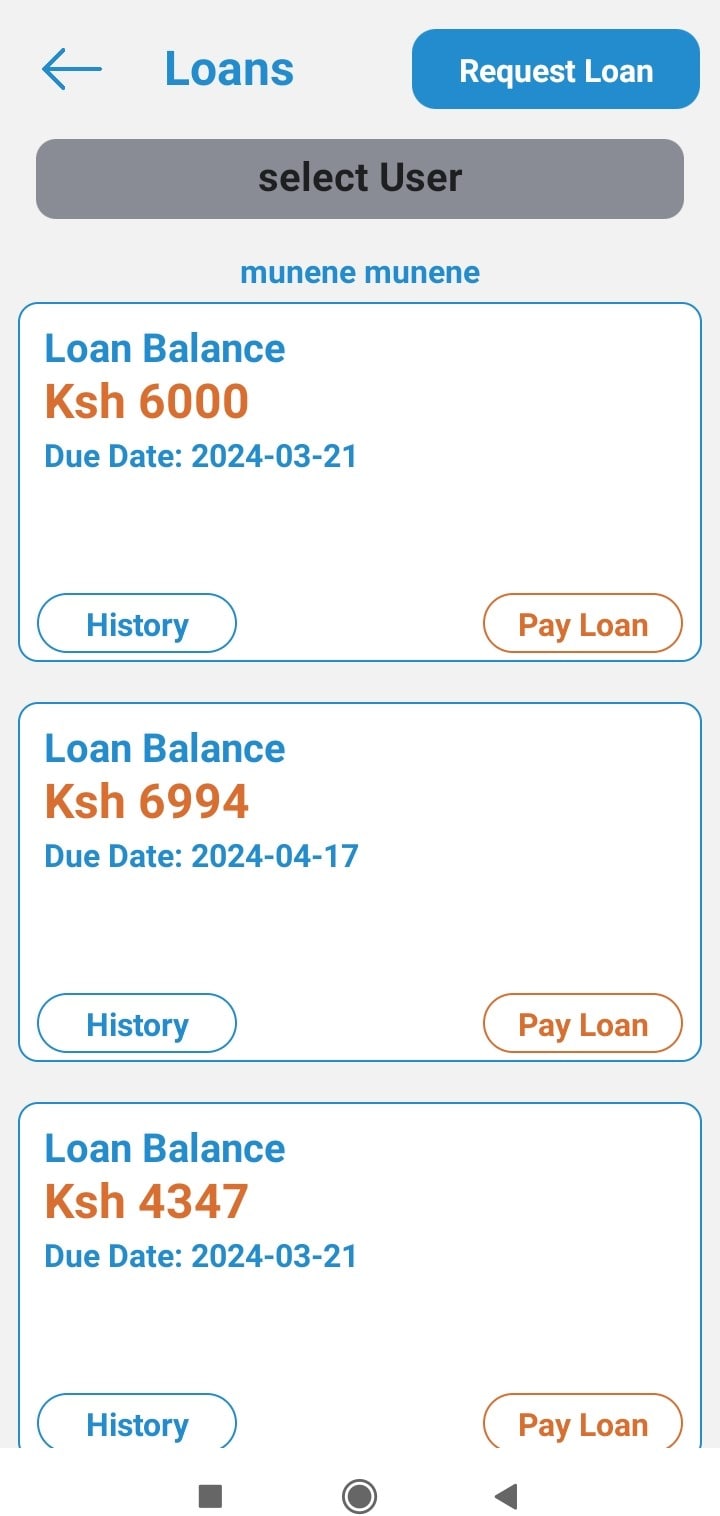 Loans
Request Loan
select User
munene munene
Loan Balance
Ksh 6000
Due Date: 2024-03-21
History
Pay Loan
Loan Balance
Ksh 6994
Due Date: 2024-04-17
History
Pay Loan
Loan Balance
Ksh 4347
Due Date: 2024-03-21
History
Pay Loan